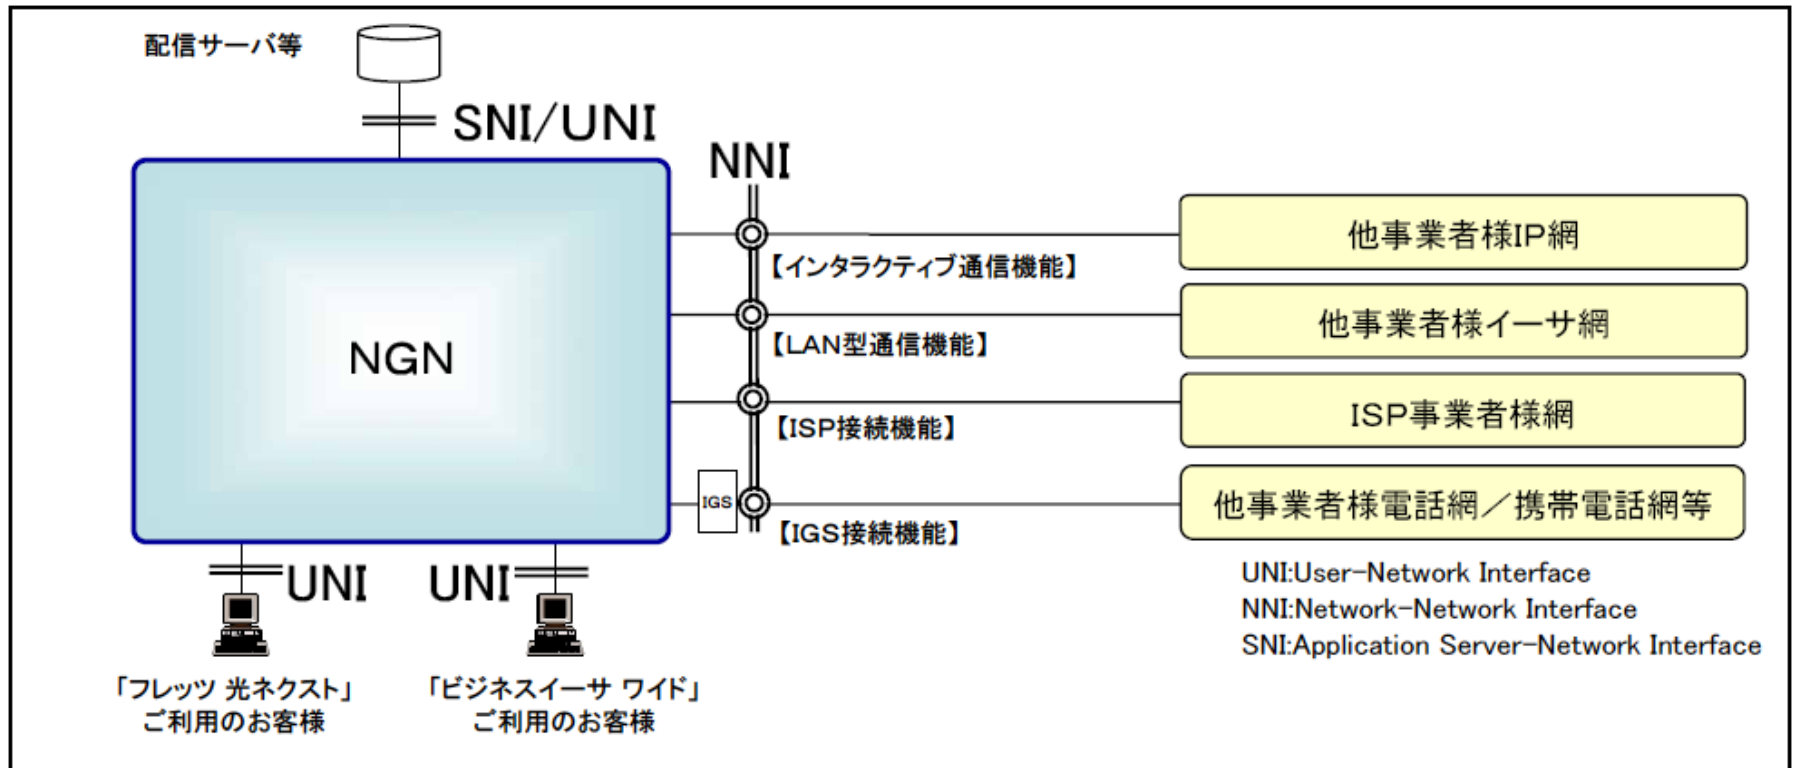 配信サーバ等
SNI/UNI
NNI
他事業者様IP網
【インタラクティブ通信機能】
他事業者様イーサ網
【LAN型通信機能】
NGN
ISP事業者様網
【ISP接続機能】
IGS
他事業者様電話網／携帯電話網等
【IGS接続機能】
UNI
UNI
UNI:User-Network Interface
NNI:Network-Network Interface
SNI:Application Server-Network Interface
「フレッツ 光ネクスト」
ご利用のお客様
「ビジネスイーサ ワイド」
ご利用のお客様